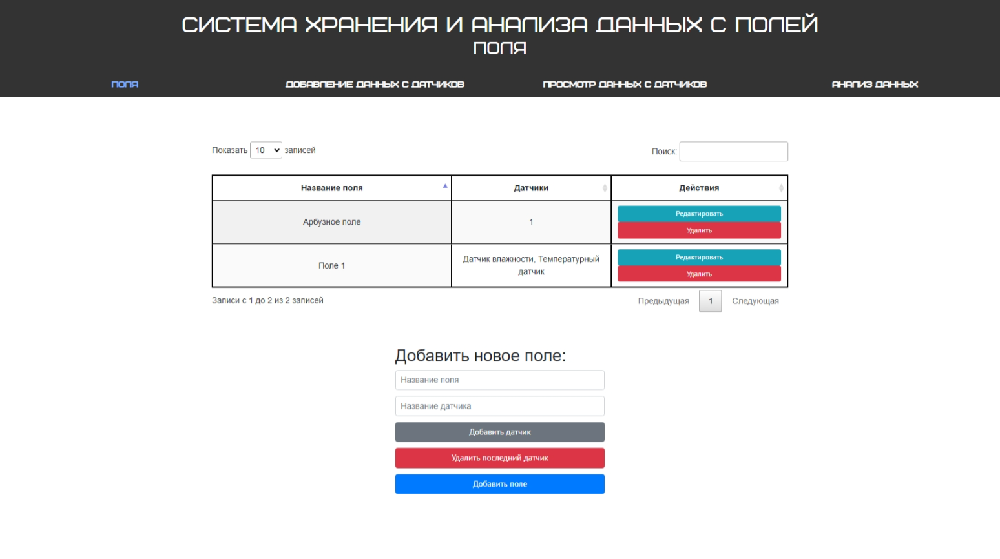 СИСТЕМА ХРАНЕНИЯ И АНАЛИЗА ДАННЫХ С ПОЛЕЙ
ПОЛЯ
ПОЛЯ ДОБАВЛЕНИЕ ДАННЫХ С ДАТЧИКОВ ПРОСМОТР ДАННЫХ С ДАТЧИКОВ АНАЛИЗ ДАННЫХ
Показать 10 записей Поиск:
Название поля Датчики Действия
Арбузное поле 1 Редактировать
Удалить
Поле 1 Датчик влажности, Температурный датчик Редактировать
Удалить
Записи с 1 до 2 из 2 записей Предыдущая 1 Следующая
Добавить новое поле:
Название поля
Название датчика
Добавить датчик
Удалить последний датчик
Добавить поле